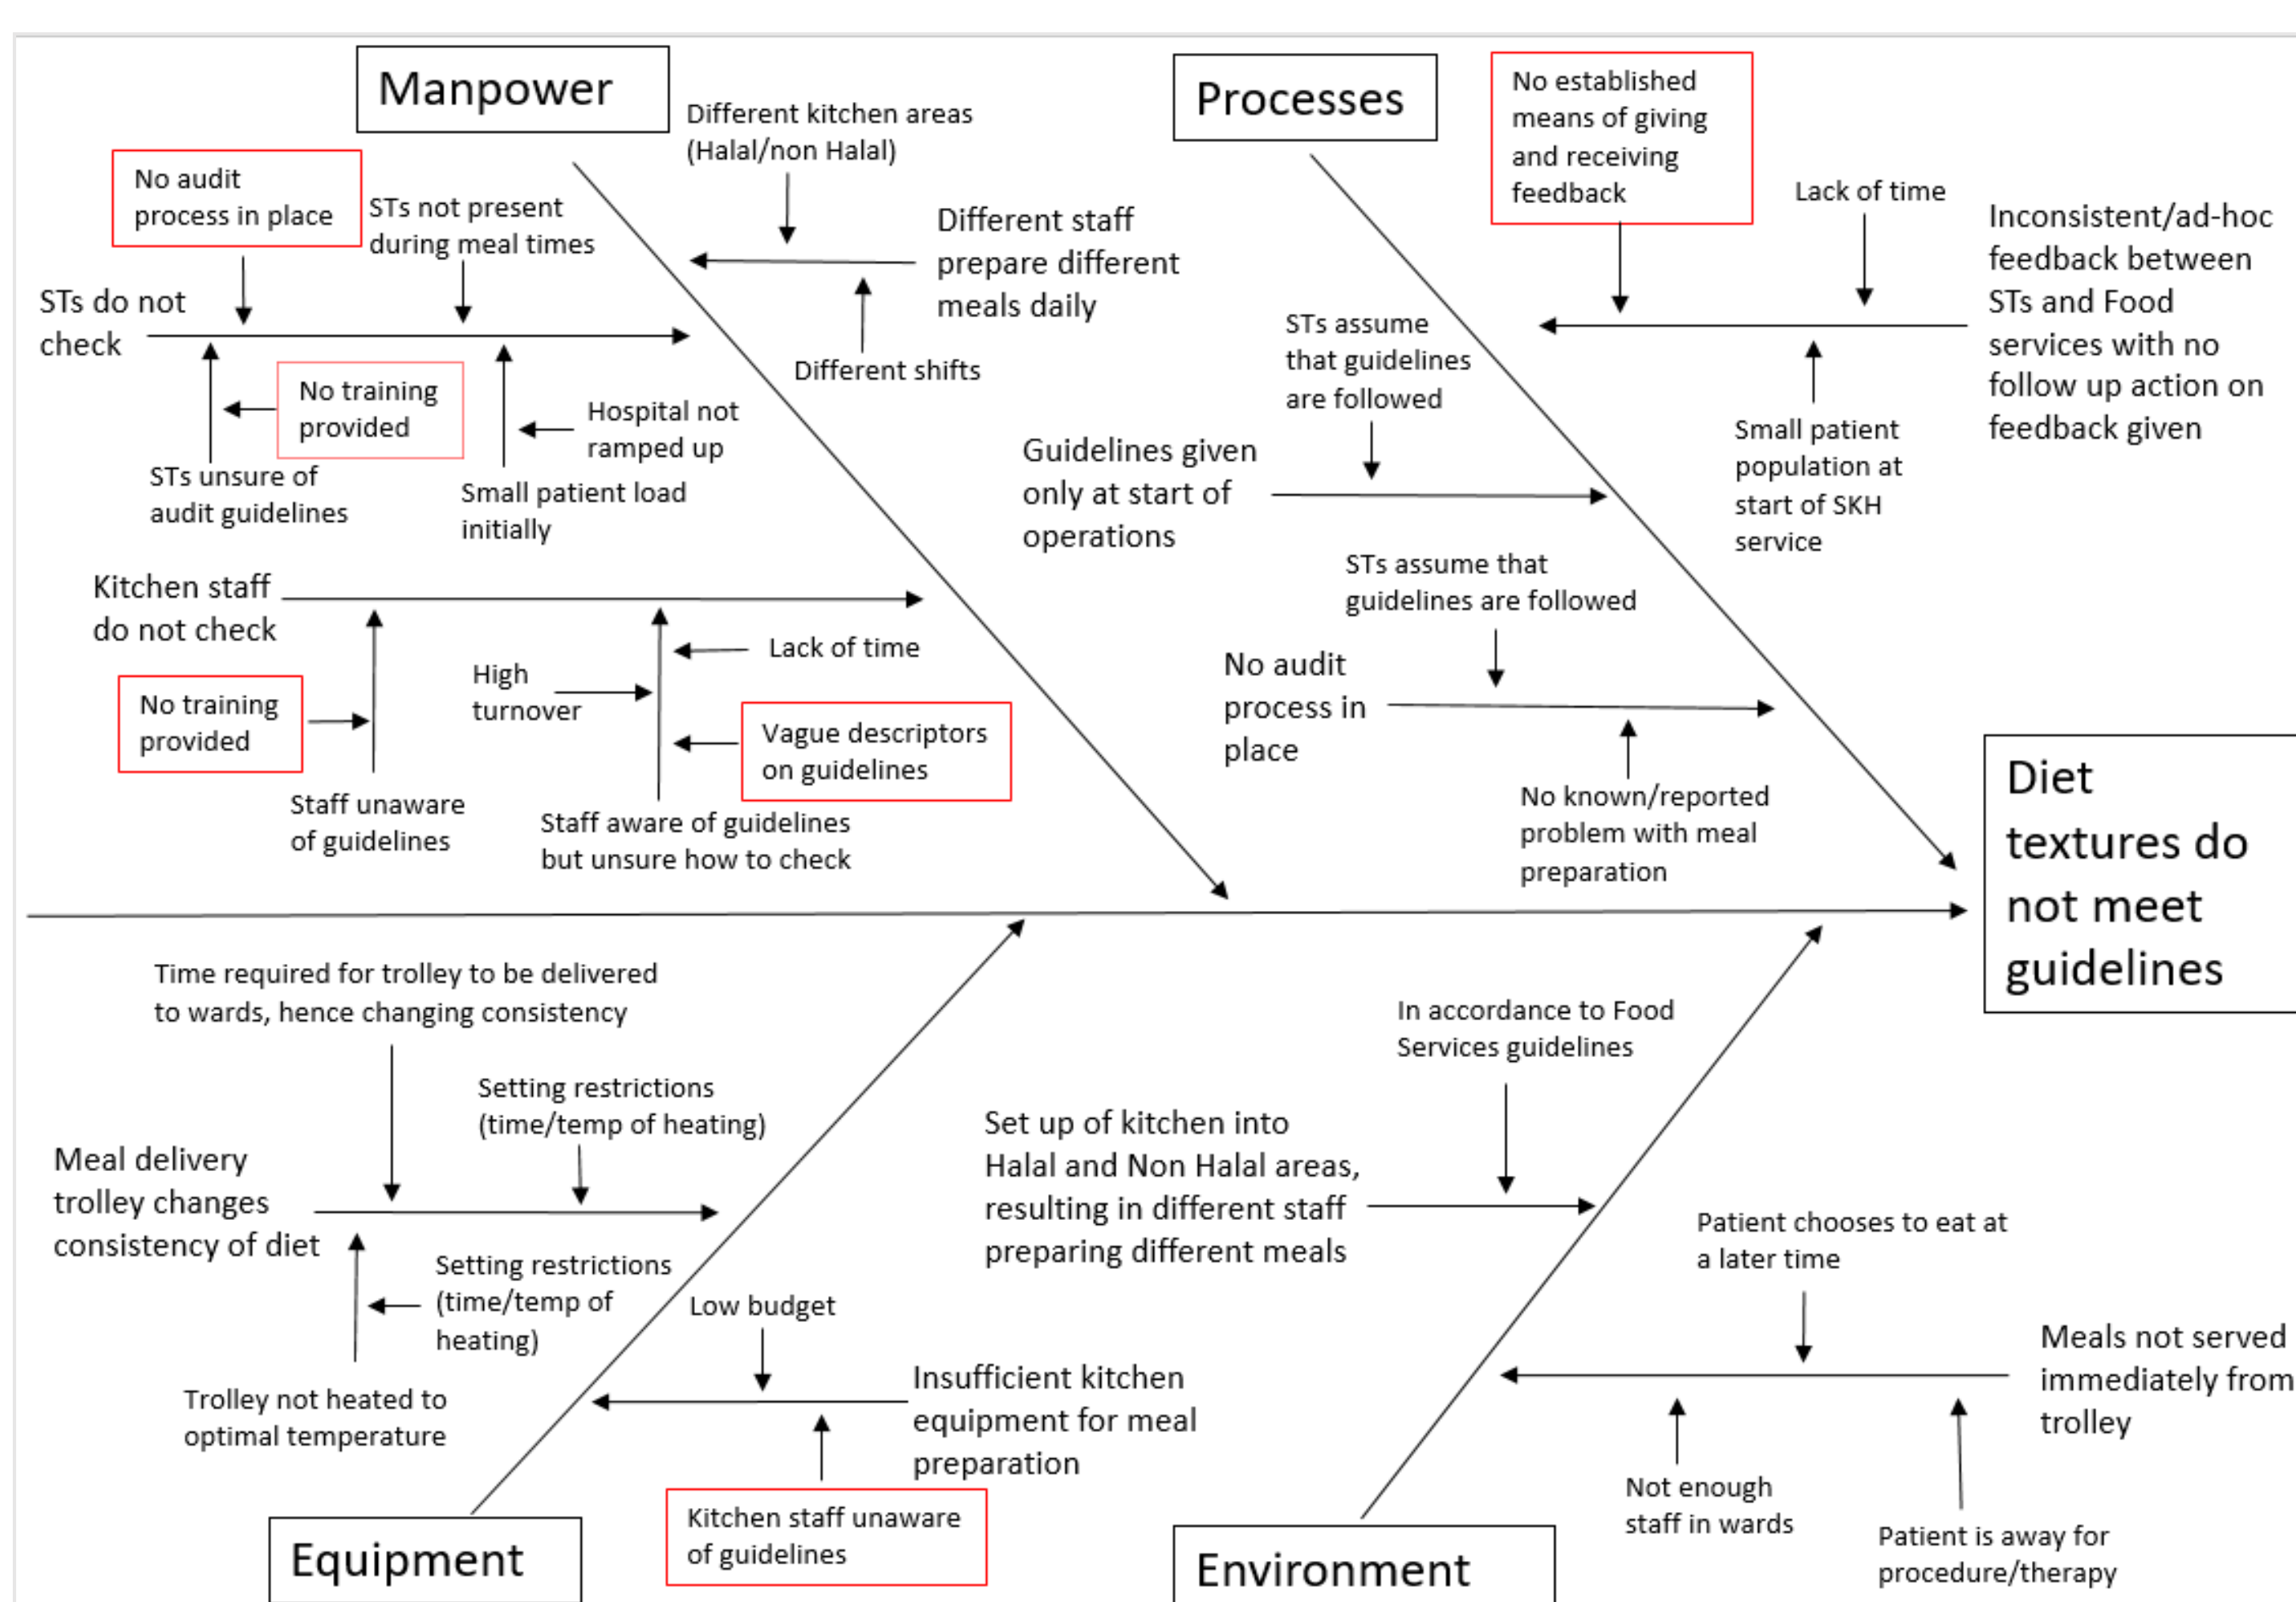 Manpower
Different kitchen areas
(Halal/non Halal)
No audit
process in place
STs not present
during meal times
Different staff
prepare different
meals daily
STs do not
check
Different shifts
No training
provided
Hospital not
ramped up
STs unsure of
audit guidelines
Small patient load
initially
Kitchen staff
do not check
Lack of time
High
turnover
No training
provided
Vague descriptors
on guidelines
Staff unaware
of guidelines
Staff aware of guidelines
but unsure how to check
Processes
No established
means of giving
and receiving
feedback
Lack of time
Inconsistent/ad-hoc
feedback between
STs and Food
services with no
follow up action on
feedback given
STs assume
that guidelines
are followed
Small patient
population at
start of SKH
service
Guidelines given
only at start of
operations
STs assume that
guidelines are followed
No audit
process in
place
No known/reported
problem with meal
preparation
Diet
textures do
not meet
guidelines
Time required for trolley to be delivered
to wards, hence changing consistency
Setting restrictions
(time/temp of heating)
Meal delivery
trolley changes
consistency of diet
Setting restrictions
(time/temp of
heating)
Trolley not heated to
optimal temperature
Low budget
Insufficient kitchen
equipment for meal
preparation
Kitchen staff unaware
of guidelines
Equipment
In accordance to Food
Services guidelines
Set up of kitchen into
Halal and Non Halal areas,
resulting in different staff
preparing different meals
Patient chooses to eat at
a later time
Meals not served
immediately from
trolley
Not enough
staff in wards
Patient is away for
procedure/therapy
Environment